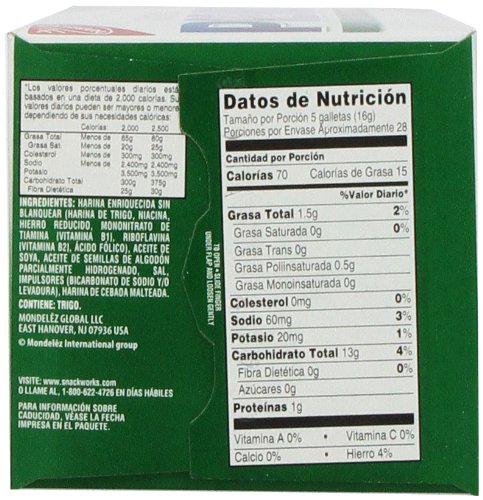 *Los valores porcentuales diarios está
basados en una dieta de 2,000 calorías. Su
valores diarios pueden ser mayores o menore
dependiendo de sus necesidades calóricas:
Calorías: 2,000 2,500
Grasa Total Menos de 65g 80g
Grasa Sat. Menos de 20g 25g
Colesterol Menos de 300mg 300mg
Sodio Menos de 2,400mg 2,400mg
Potasio 3,500mg 3,500mg
Carbohidrato Total 300g 375g
Fibra Dietética 25g 30g
INGREDIENTES: HARINA ENRIQUECIDA SIN
BLANQUEAR (HARINA DE TRIGO, NIACINA,
HIERRO REDUCIDO, MONONITRATO DE
TIAMINA (VITAMINA B1), RIBOFLAVINA
(VITAMINA B2), ÁCIDO FÓLICO), ACEITE DE
SOYA, ACEITE DE SEMILLAS DE ALGODÓN
PARCIALMENTE HIDROGENADO, SAL,
IMPULSORES (BICARBONATO DE SODIO Y/O
LEVADURA), HARINA DE CEBADA MALTEADA.
CONTIENE: TRIGO.
MONDELĒZ GLOBAL LLC
EAST HANOVER, NJ 07936 USA
© Mondelēz International group
VISITE: www.snackworks.com
O LLAME AL, 1-800-622-4726 EN DÍAS HÁBILES
PARA INFORMACIÓN SOBRE
CADUCIDAD, VÉASE LA FECHA
IMPRESA EN EL PAQUETE.
TO OPEN • SLIDE FINGER
UNDER FLAP AND LOOSEN GENTLY
Datos de Nutrición
Tamaño por Porción 5 galletas (16g)
Porciones por Envase Aproximadamente 28
Cantidad por Porción
Calorías 70 Calorías de Grasa 15
%Valor Diario*
Grasa Total 1.5g 2%
Grasa Saturada 0g 0%
Grasa Trans 0g
Grasa Poliinsaturada 0.5g
Grasa Monoinsaturada 0g
Colesterol 0mg 0%
Sodio 60mg 3%
Potasio 20mg 1%
Carbohidrato Total 13g 4%
Fibra Dietética 0g 0%
Azúcares 0g
Proteínas 1g
Vitamina A 0% • Vitamina C 0%
Calcio 0% • Hierro 4%